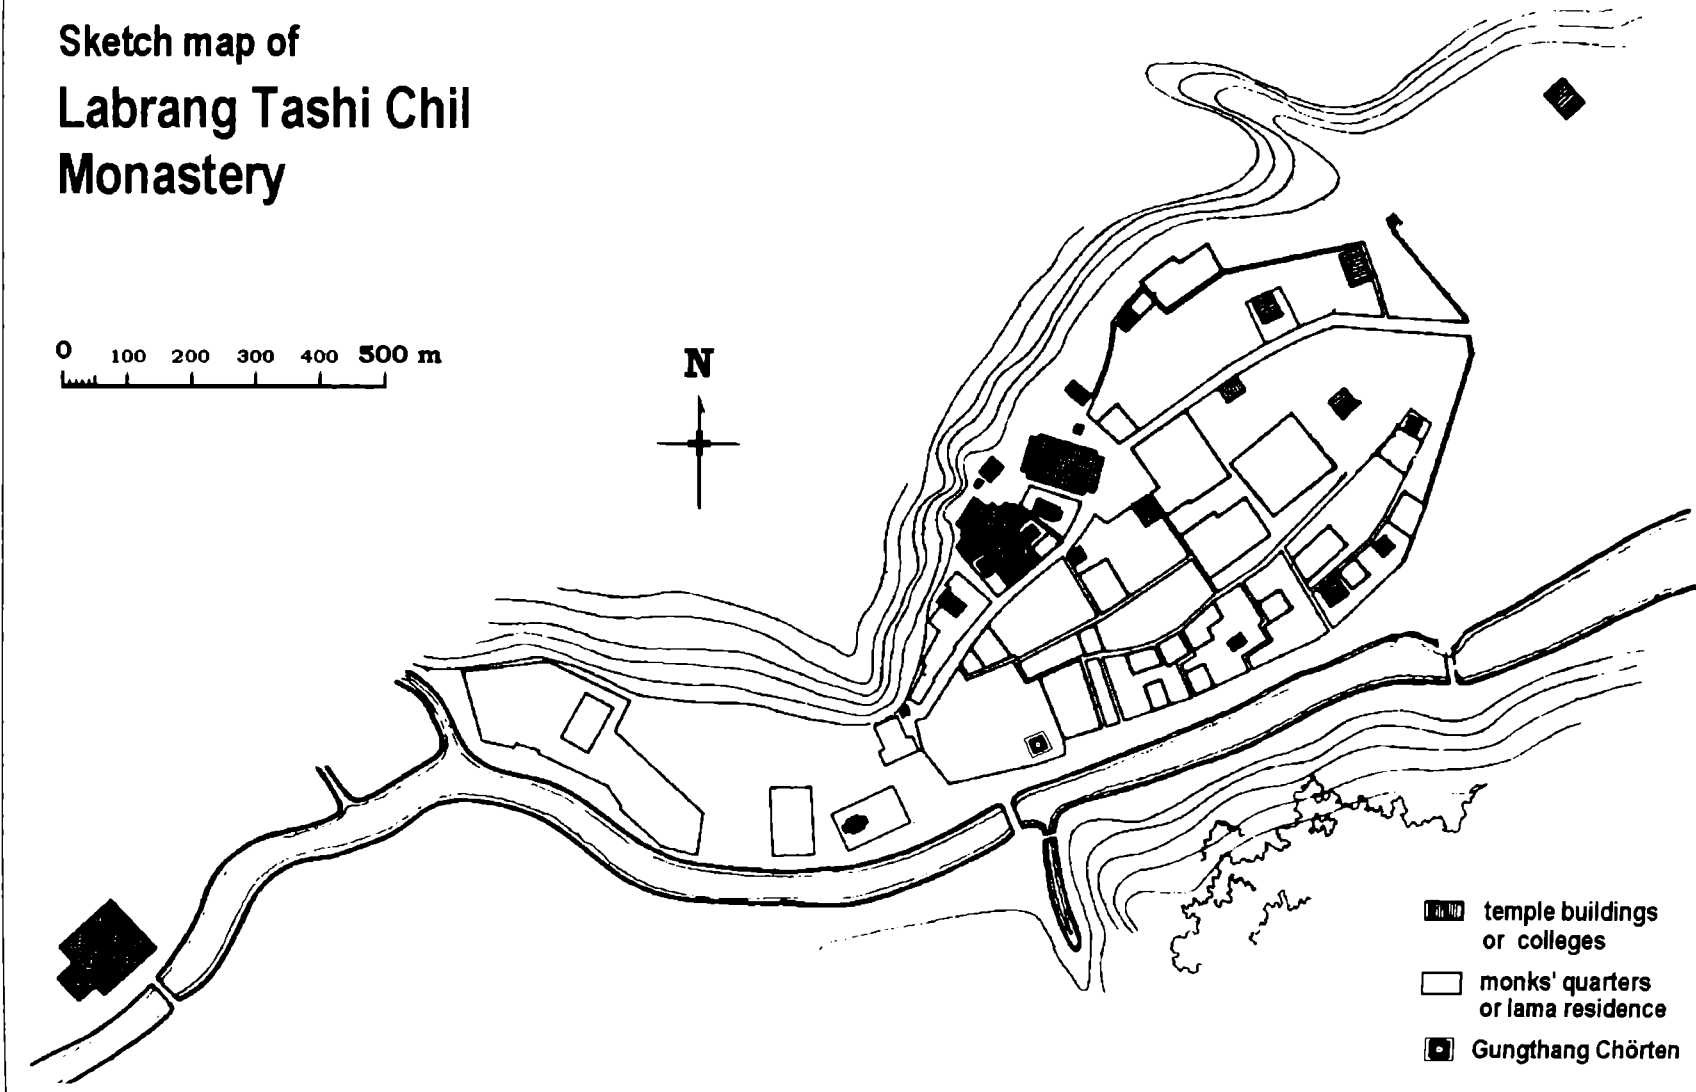 Sketch map of
Labrang Tashi Chil
Monastery
0 100 200 300 400 500 m
N
temple buildings
or colleges
monks' quarters
or lama residence
Gungthang Chörten